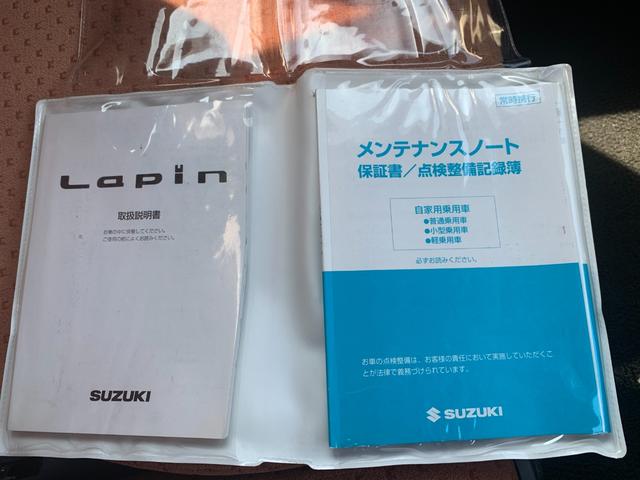 Lapin
取扱説明書
お車の中に保管してください。
ご使用の前によくお読みください。
SUZUKI
常時携行
メンテナンスノート
保証書／点検整備記録簿
自家用乗用車
●普通乗用車
●小型乗用車
●軽乗用車
必ずお読みください。
お車の点検整備は、お客様の責任において実施していただくこ
とが法律で義務づけられています。
SUZUKI